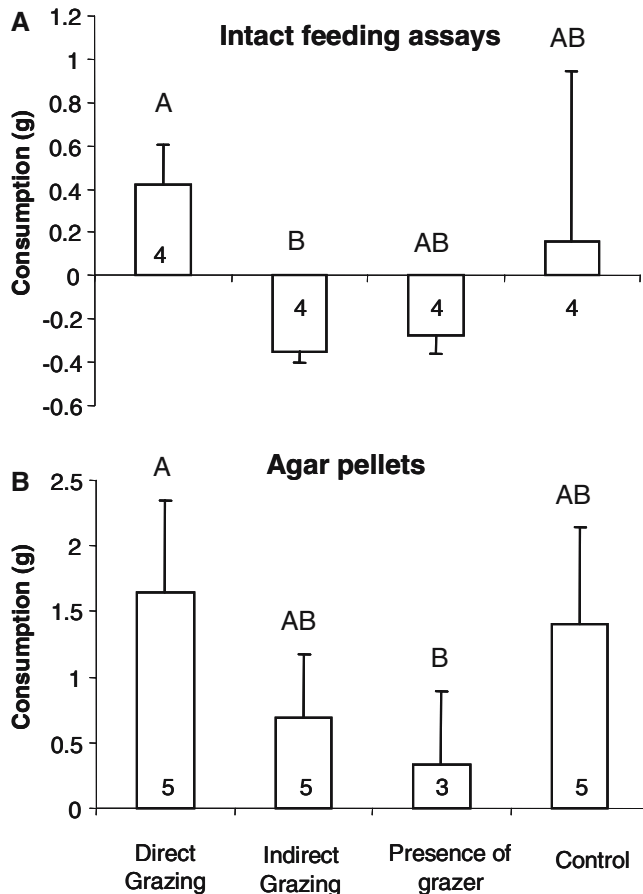 A
Intact feeding assays
Consumption (g)
1.2
1
0.8
0.6
0.4
0.2
0
-0.2
-0.4
-0.6
A
B
AB
AB
4
4
4
4
B
Agar pellets
Consumption (g)
2.5
2
1.5
1
0.5
0
A
AB
B
AB
5
5
3
5
Direct
Grazing
Indirect
Grazing
Presence of
grazer
Control